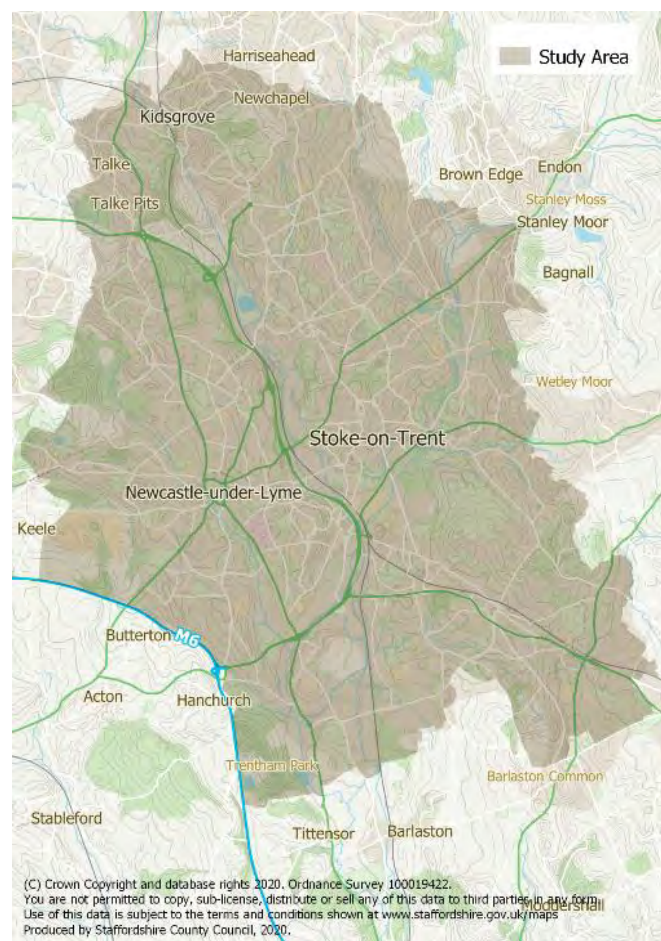 Harriseahead
Study Area
Newchapel
Kidsgrove
Talke
Brown Edge
Endon
Talke Pits
Stanley Moss
Stanley Moor
Bagnall
Wetley Moor
Stoke-on-Trent
Newcastle-under-Lyme
Keele
Butterton
M6
Acton
Hanchurch
Trentham Park
Barlaston Common
Stableford
Tittensor
Barlaston
(C) Crown Copyright and database rights 2020. Ordnance Survey 100019422.
You are not permitted to copy, sub-license, distribute or sell any of this data to third parties in any form.
Moddershall
Use of this data is subject to the terms and conditions shown at www.staffordshire.gov.uk/maps
Produced by Staffordshire County Council, 2020.